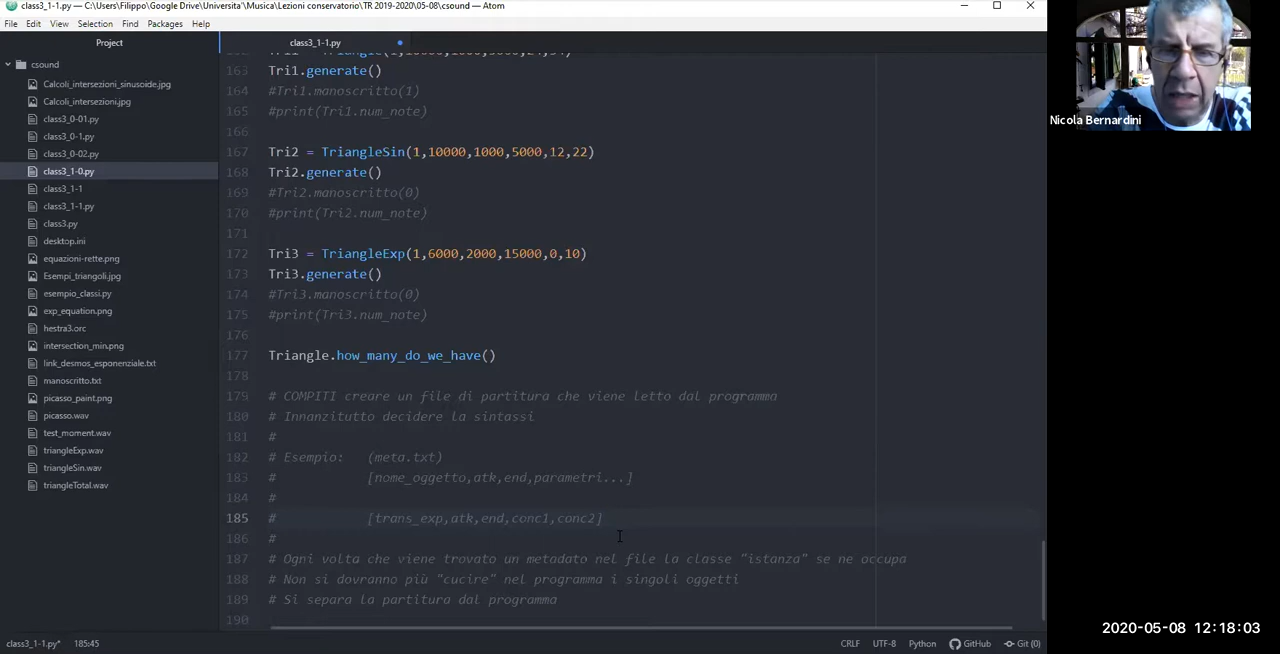 class3_1-1.py — C:\Users\Filippo\Google Drive\Universita'\Musica\Lezioni conservatorio\TR 2019-2020\05-08\csound — Atom
File Edit View Selection Find Packages Help
Project
csound
Calcoli_intersezioni_sinusoide.jpg
Calcoli_intersezioni.jpg
class3_0-01.py
class3_0-1.py
class3_0-02.py
class3_1-0.py
class3_1-1
class3_1-1.py
class3.py
desktop.ini
equazioni-rette.png
Esempi_triangoli.jpg
esempio_classi.py
exp_equation.png
hestra3.orc
intersection_min.png
link_desmos_esponenziale.txt
manoscritto.txt
picasso_paint.png
picasso.wav
test_moment.wav
triangleExp.wav
triangleSin.wav
triangleTotal.wav
class3_1-1.py
163 Tri1.generate()
164 #Tri1.manoscritto(1)
165 #print(Tri1.num_note)
166
167 Tri2 = TriangleSin(1,10000,1000,5000,12,22)
168 Tri2.generate()
169 #Tri2.manoscritto(0)
170 #print(Tri2.num_note)
171
172 Tri3 = TriangleExp(1,6000,2000,15000,0,10)
173 Tri3.generate()
174 #Tri3.manoscritto(0)
175 #print(Tri3.num_note)
176
177 Triangle.how_many_do_we_have()
178
179 # COMPITI creare un file di partitura che viene letto dal programma
180 # Innanzitutto decidere la sintassi
181 #
182 # Esempio: (meta.txt)
183 # [nome_oggetto,atk,end,parametri...]
184 #
185 # [trans_exp,atk,end,conc1,conc2]
186 #
187 # Ogni volta che viene trovato un metadato nel file la classe "istanza" se ne occupa
188 # Non si dovranno più "cucire" nel programma i singoli oggetti
189 # Si separa la partitura dal programma
190
class3_1-1.py* 185:45 CRLF UTF-8 Python GitHub Git (0)
Nicola Bernardini
2020-05-08 12:18:03